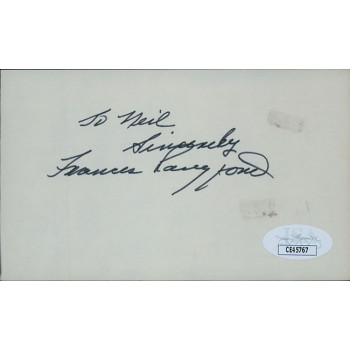 To Neil
Sincerely
Frances Langford
CE45767